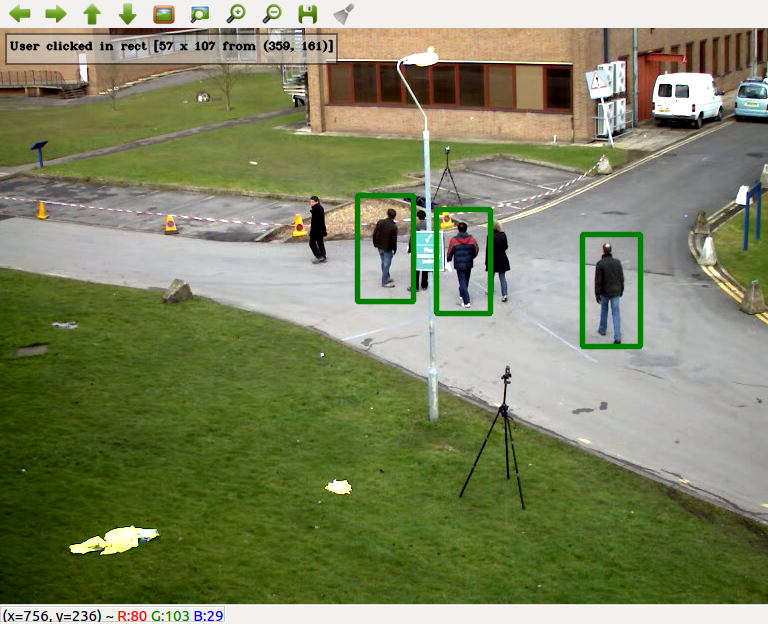 User clicked in rect [57 x 107 from (359, 161)]
(x=756, y=236) ~ R:80 G:103 B:29